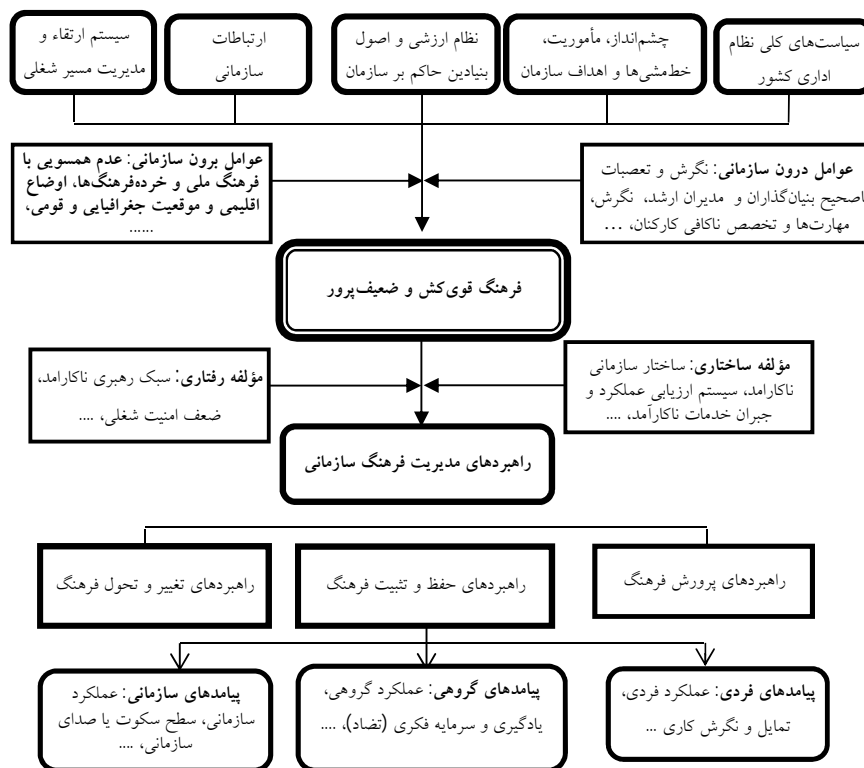 سیاست‌های کلی نظام
اداری کشور
چشم‌انداز، مأموریت،
خط‌مشی‌ها و اهداف سازمان
نظام ارزشی و اصول
بنیادین حاکم بر سازمان
ارتباطات
سازمانی
سیستم ارتقاء و
مدیریت مسیر شغلی
عوامل درون سازمانی: نگرش و تعصبات
ناصحیح بنیان‌گذاران و مدیران ارشد، نگرش،
مهارت‌ها و تخصص ناکافی کارکنان، ...
عوامل برون سازمانی: عدم همسویی با
فرهنگ ملی و خرده‌فرهنگ‌ها، اوضاع
اقلیمی و موقعیت جغرافیایی و قومی،
......
فرهنگ قوی‌کش و ضعیف‌پرور
مؤلفه ساختاری: ساختار سازمانی
ناکارامد، سیستم ارزیابی عملکرد و
جبران خدمات ناکارآمد، ....
مؤلفه رفتاری: سبک رهبری ناکارامد،
ضعف امنیت شغلی، ....
راهبردهای مدیریت فرهنگ سازمانی
راهبردهای پرورش فرهنگ
راهبردهای حفظ و تثبیت فرهنگ
راهبردهای تغییر و تحول فرهنگ
پیامدهای فردی: عملکرد فردی،
تمایل و نگرش کاری ...
پیامدهای گروهی: عملکرد گروهی،
یادگیری و سرمایه فکری (تضاد)، ....
پیامدهای سازمانی: عملکرد
سازمانی، سطح سکوت یا صدای
سازمانی، ....